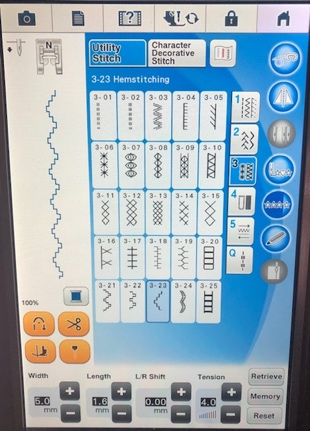 N
Utility
Stitch
Character
Decorative
Stitch
3-23 Hemstitching
3-01 3-02 3-03 3-04 3-05
1
3-06 3-07 3-08 3-09 3-10
2
3
3-11 3-12 3-13 3-14 3-15
4
3-16 3-17 3-18 3-19 3-20
5
Q
3-21 3-22 3-23 3-24 3-25
100%
Width Length L/R Shift Tension
5.0 mm
1.6 mm
0.00 mm
4.0
Retrieve
Memory
Reset